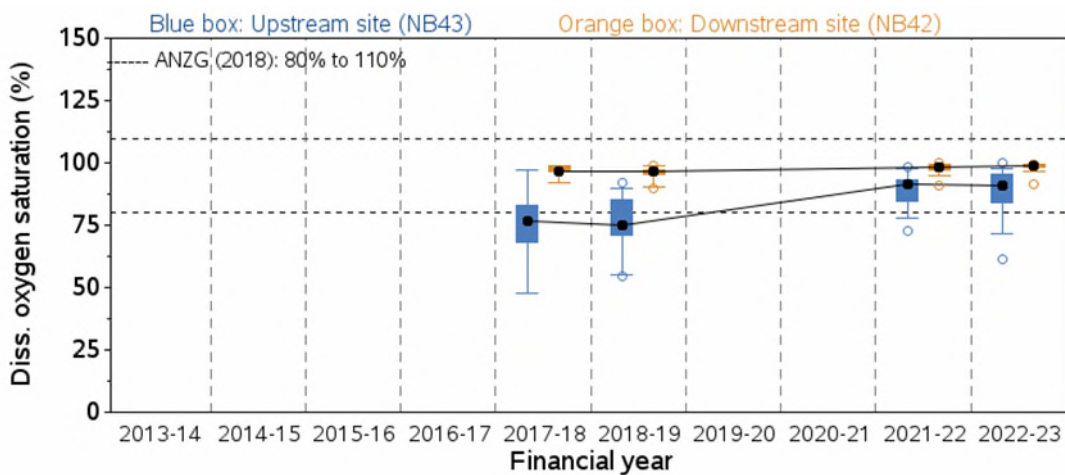 Blue box: Upstream site (NB43) Orange box: Downstream site (NB42)
150
ANZG (2018): 80% to 110%
125
100
75
50
25
0
Diss. oxygen saturation (%)
2013-14 2014-15 2015-16 2016-17 2017-18 2018-19 2019-20 2020-21 2021-22 2022-23
Financial year